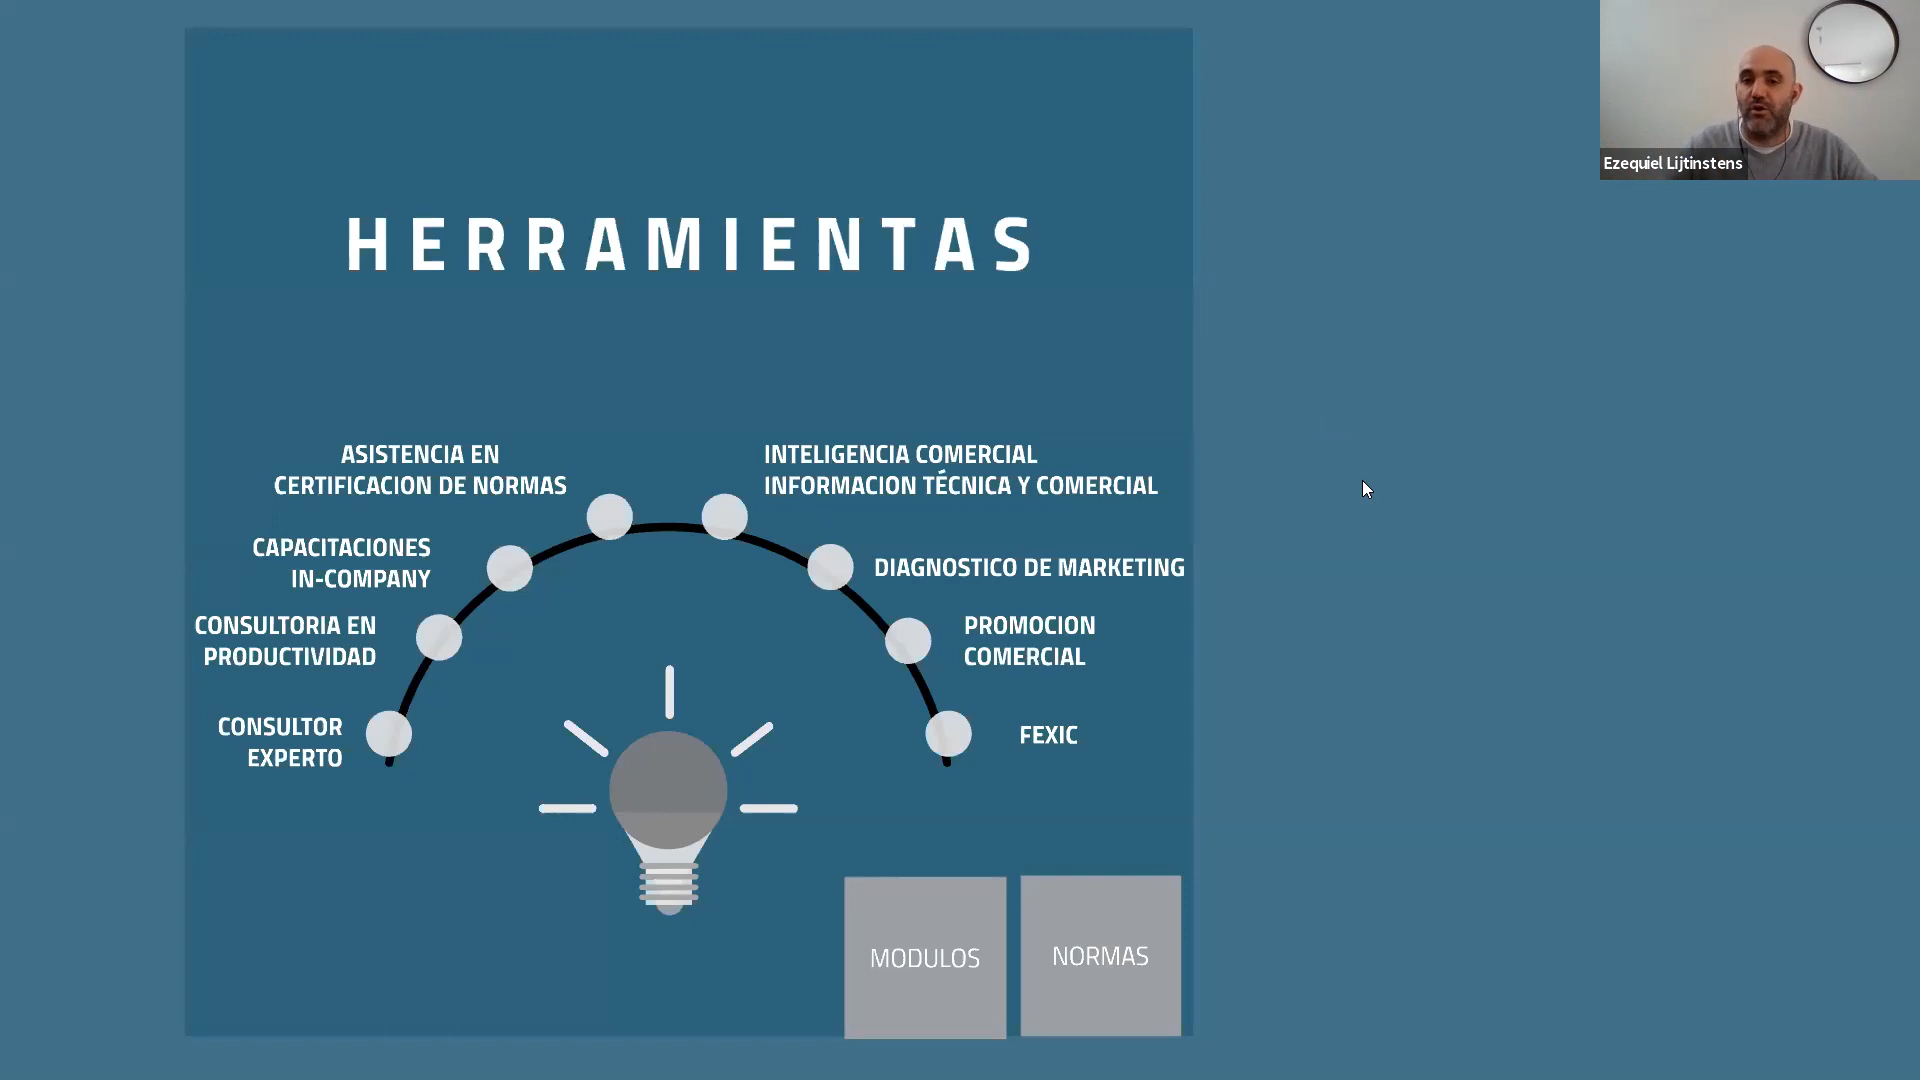 Ezequiel Lijtinstens
HERRAMIENTAS
ASISTENCIA EN
CERTIFICACION DE NORMAS
INTELIGENCIA COMERCIAL
INFORMACION TÉCNICA Y COMERCIAL
CAPACITACIONES
IN-COMPANY
DIAGNOSTICO DE MARKETING
CONSULTORIA EN
PRODUCTIVIDAD
PROMOCION
COMERCIAL
CONSULTOR
EXPERTO
FEXIC
MODULOS
NORMAS